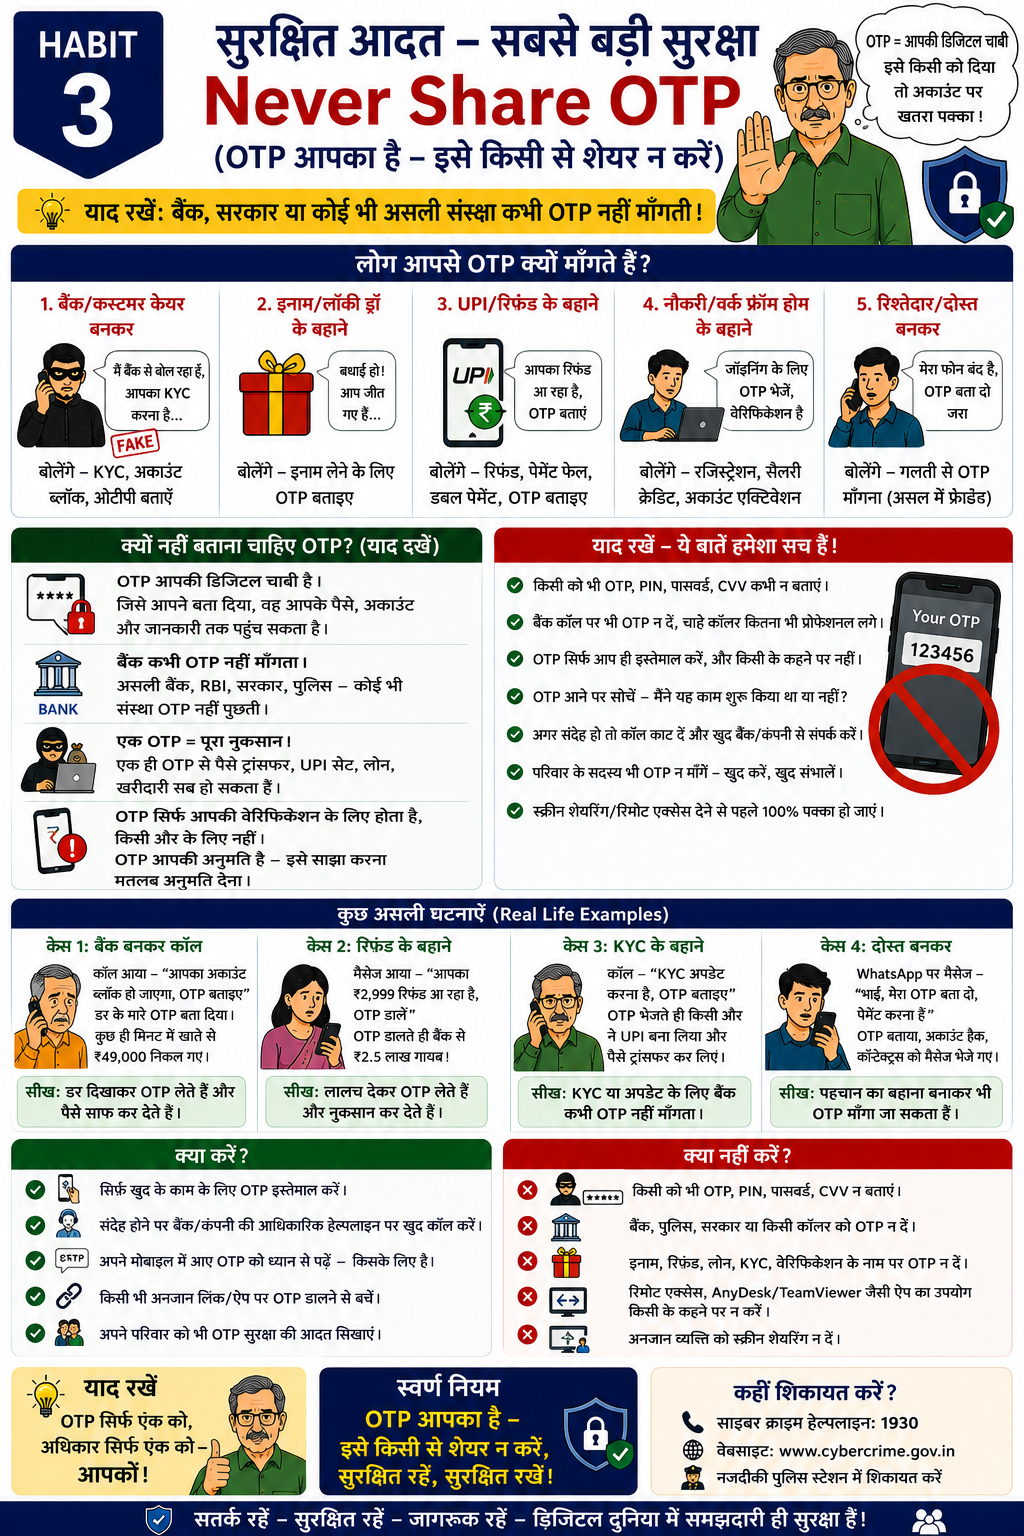 HABIT
3
सुरक्षित आदत – सबसे बड़ी सुरक्षा
Never Share OTP
(OTP आपका है – इसे किसी से शेयर न करें)
OTP = आपकी डिजिटल चाबी
इसे किसी को दिया
तो अकाउंट पर
खतरा पक्का !
याद रखें: बैंक, सरकार या कोई भी असली संस्क्षा कभी OTP नहीं माँगती !
लोग आपसे OTP क्यों माँगते हैं?
1. बैंक/कस्टमर केयर
बनकर
मैं बैंक से बोल रहा हूँ,
आपका KYC
करना है...
FAKE
बोलेंगे – KYC, अकाउंट
ब्लॉक, ओटीपी बताऐं
2. इनाम/लॉकी ड्रॉ
के बहाने
बधाई हो!
आप जीत
गए हैं...
बोलेंगे – इनाम लेने के लिए
OTP बताइए
3. UPI/रिफंड के बहाने
UPI
₹
आपका रिफंड
आ रहा है,
OTP बताएं
बोलेंगे – रिफंड, पेमेंट फेल,
डबल पेमेंट, OTP बताइए
4. नौकरी/वर्क फ्रॉम होम
के बहाने
जॉइनिंग के लिए
OTP भेजें,
वेरिफिकेशन है
बोलेंगे – रजिस्ट्रेशन, सैलरी
क्रेडिट, अकाउंट एक्टिवेशन
5. रिश्तेदार/दोस्त
बनकर
मेरा फोन बंद है,
OTP बता दो
जरा
बोलेंगे – गलती से OTP
माँगना (असल में फ्रॉडैड)
क्यों नहीं बताना चाहिए OTP? (याद दखें)
****
OTP आपकी डिजिटल चाबी है ।
जिसे आपने बता दिया, वह आपके पैसे, अकाउंट
और जानकारी तक पहुंच सकता है ।
BANK
बैंक कभी OTP नहीं माँगता ।
असली बैंक, RBI, सरकार, पुलिस – कोई भी
संस्था OTP नहीं पुछती ।
एक OTP = पूरा नुकसान !
एक ही OTP से पैसे ट्रांसफर, UPI सेट, लोन,
खरीदारी सब हो सकता हैं ।
₹
!
OTP सिर्फ आपकी वेरिफिकेशन के लिए होता है,
किसी और के लिए नहीं ।
OTP आपकी अनुमति है – इसे साझा करना
मतलब अनुमति देना ।
याद रखें – ये बातें हमेशा सच हैं !
किसी को भी OTP, PIN, पासवर्ड, CVV कभी न बताएं ।
बैंक कॉल पर भी OTP न दें, चाहे कॉलर कितना भी प्रोफेशनल लगे ।
OTP सिर्फ आप ही इस्तेमाल करें, और किसी के कहने पर नहीं ।
OTP आने पर सोचें – मैंने यह काम शुरू किया था या नहीं?
अगर संदेह हो तो कॉल काट दें और खुद बैंक/कंपनी से संपर्क करें ।
परिवार के सदस्य भी OTP न माँगें – खुद करें, खुद संभालें ।
स्क्रीन शेयरिंग/रिमोट एक्सेस देने से पहले 100% पक्का हो जाएं ।
Your OTP
123456
कुछ असली घटनाऐं (Real Life Examples)
केस 1: बैंक बनकर कॉल
कॉल आया – “आपका अकाउंट
ब्लॉक हो जाएगा, OTP बताइए”
डर के मारे OTP बता दिया ।
कुछ ही मिनट में खाते से
₹49,000 निकल गए ।
सीख: डर दिखाकर OTP लेते हैं और
पैसे साफ कर देते हैं ।
केस 2: रिफंड के बहाने
मैसेज आया – “आपका
₹2,999 रिफंड आ रहा है,
OTP डालें”
OTP डालते ही बैंक से
₹2.5 लाख गायब !
सीख: लालच देकर OTP लेते हैं
और नुकसान कर देते हैं ।
केस 3: KYC के बहाने
कॉल – “KYC अपडेट
करना है, OTP बताइए”
OTP भेजते ही किसी और
ने UPI बना लिया और
पैसे ट्रांसफर कर लिएं ।
सीख: KYC या अपडेट के लिए बैंक
कभी OTP नहीं माँगता ।
केस 4: दोस्त बनकर
WhatsApp पर मैसेज –
“भाई, मेरा OTP बता दो,
पेमेंट करना हैं”
OTP बताया, अकाउंट हैक,
कॉन्टेक्ट्स को मैसेज भेजे गए ।
सीख: पहचान का बहाना बनाकर भी
OTP माँगा जा सकता हैं ।
क्या करें ?
सिर्फ़ खुद के काम के लिए OTP इस्तेमाल करें ।
संदेह होने पर बैंक/कंपनी की आधिकारिक हेल्पलाइन पर खुद कॉल करें ।
अपने मोबाइल में आए OTP को ध्यान से पढ़ें – किसके लिए है ।
किसी भी अनजान लिंक/ऐप पर OTP डालने से बचें ।
अपने परिवार को भी OTP सुरक्षा की आदत सिखाएं ।
क्या नहीं करें ?
*****
किसी को भी OTP, PIN, पासवर्ड, CVV न बताएं ।
बैंक, पुलिस, सरकार या किसी कॉलर को OTP न दें ।
इनाम, रिफंड, लोन, KYC, वेरिफिकेशन के नाम पर OTP न दें ।
रिमोट एक्सेस, AnyDesk/TeamViewer जैसी ऐप का उपयोग
किसी के कहने पर न करें ।
अनजान व्यक्ति को स्क्रीन शेयरिंग न दें ।
याद रखें
OTP सिर्फ एंक को,
अधिकार सिर्फ एंक को –
आपकों !
स्वर्ण नियम
OTP आपका है –
इसे किसी से शेयर न करें,
सुरक्षित रहें, सुरक्षित रखें !
कहीं शिकायत करें ?
साइबर क्राइम हेल्पलाइन: 1930
वेबसाइट: www.cybercrime.gov.in
नजदीकी पुलिस स्टेशन में शिकायत करें
सतर्क रहें – सुरक्षित रहें – जागरूक रहें – डिजिटल दुनिया में समझदारी ही सुरक्षा हैं !